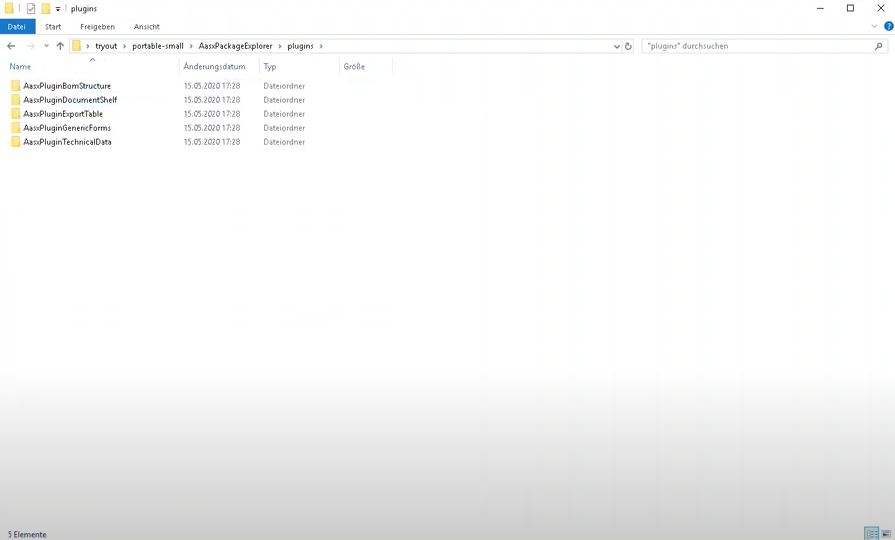 plugins
Datei Start Freigeben Ansicht
tryout portable-small AasxPackageExplorer plugins "plugins" durchsuchen
Name Änderungsdatum Typ Größe
AasxPluginBomStructure 15.05.2020 17:28 Dateiordner
AasxPluginDocumentShelf 15.05.2020 17:28 Dateiordner
AasxPluginExportTable 15.05.2020 17:28 Dateiordner
AasxPluginGenericForms 15.05.2020 17:28 Dateiordner
AasxPluginTechnicalData 15.05.2020 17:28 Dateiordner
5 Elemente